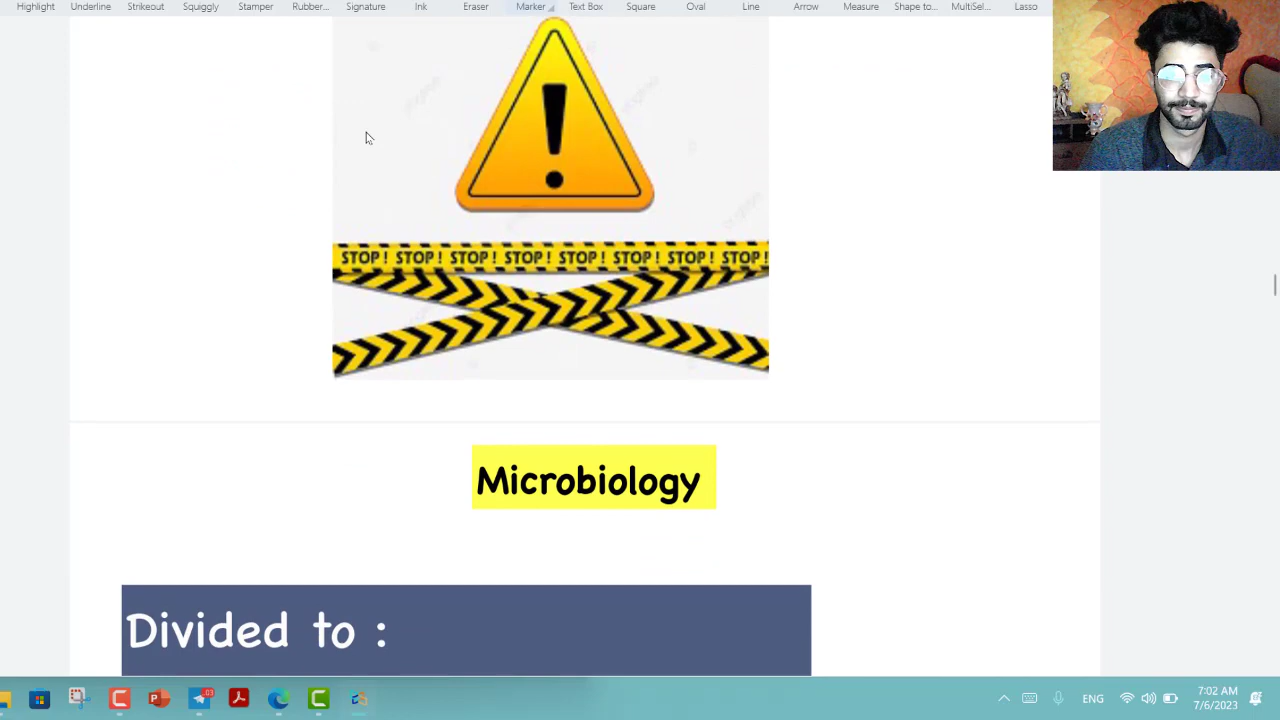 Highlight Underline Strikeout Squiggly Stamper Rubber... Signature Ink Eraser Marker Text Box Square Oval Line Arrow Measure Shape to... MultiSel... Lasso
!
STOP! STOP! STOP! STOP! STOP! STOP! STOP! STOP!
Microbiology
Divided to :
03
ENG
7:02 AM
7/6/2023